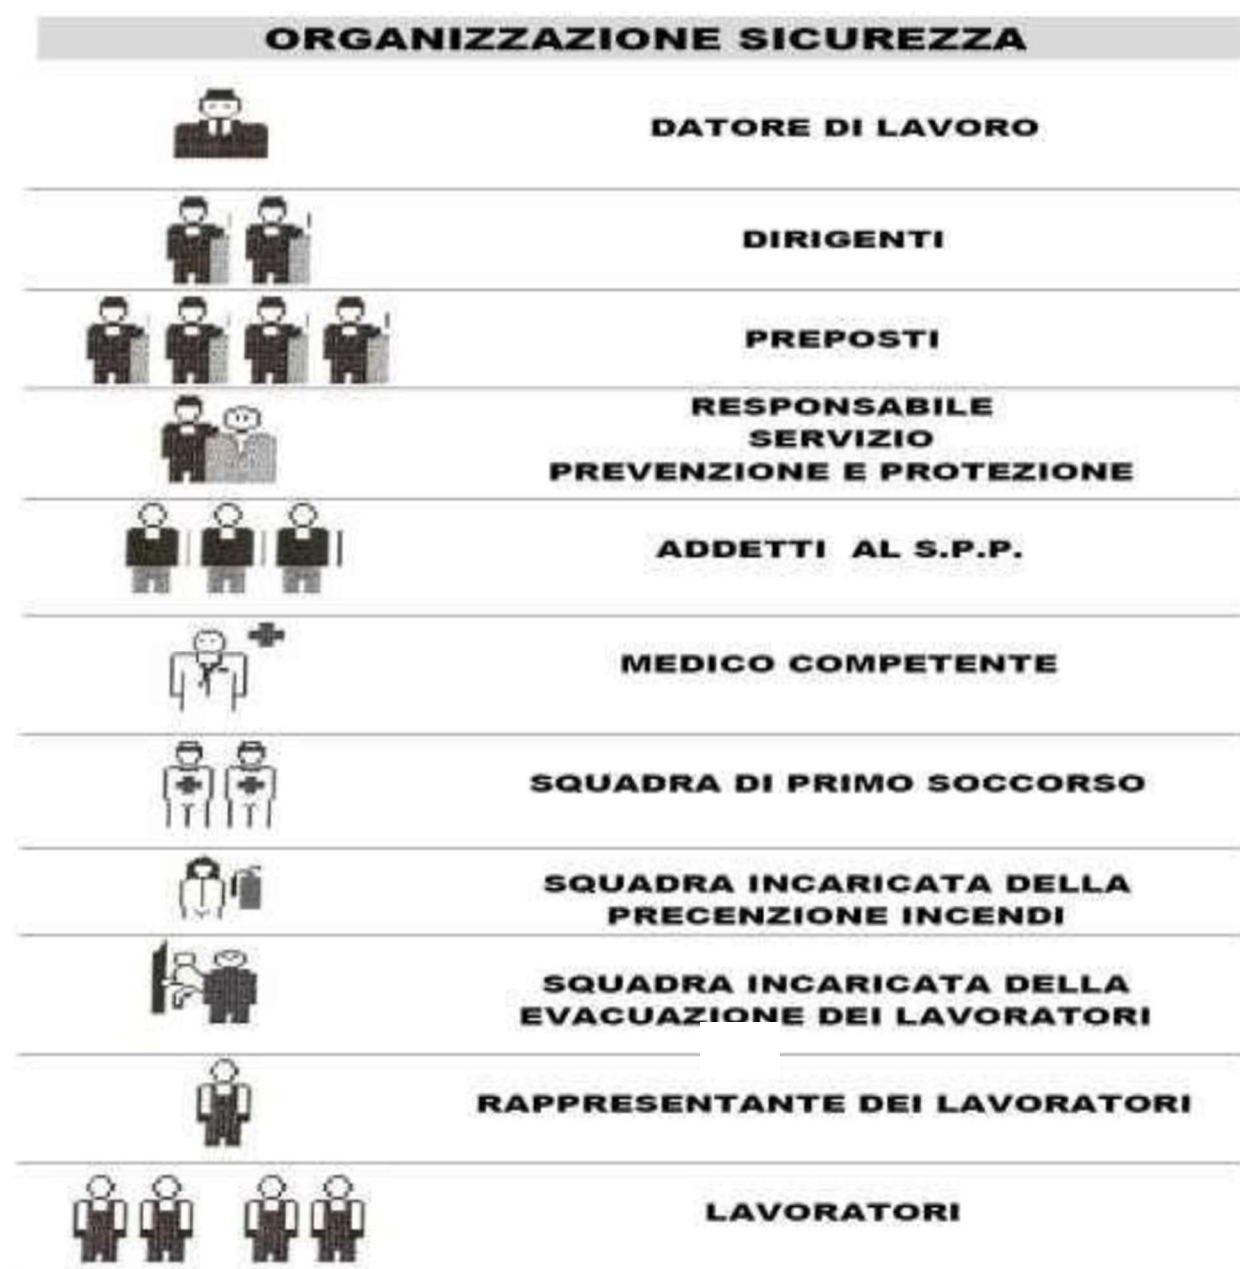 ORGANIZZAZIONE SICUREZZA
DATORE DI LAVORO
DIRIGENTI
PREPOSTI
RESPONSABILE
SERVIZIO
PREVENZIONE E PROTEZIONE
ADDETTI AL S.P.P.
MEDICO COMPETENTE
SQUADRA DI PRIMO SOCCORSO
SQUADRA INCARICATA DELLA
PRECENZIONE INCENDI
SQUADRA INCARICATA DELLA
EVACUAZIONE DEI LAVORATORI
RAPPRESENTANTE DEI LAVORATORI
LAVORATORI